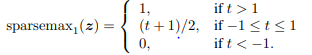 1, if t > 1
sparsemax₁(z) = { (t + 1)/2, if −1 ≤ t ≤ 1
0, if t < −1.